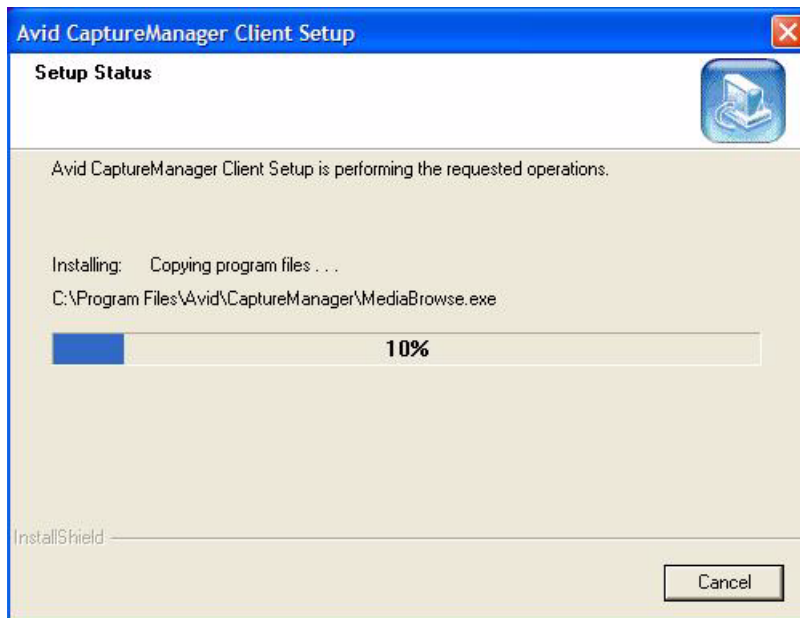 Avid CaptureManager Client Setup
Setup Status
Avid CaptureManager Client Setup is performing the requested operations.
Installing: Copying program files . . .
C:\Program Files\Avid\CaptureManager\MediaBrowse.exe
10%
InstallShield
Cancel